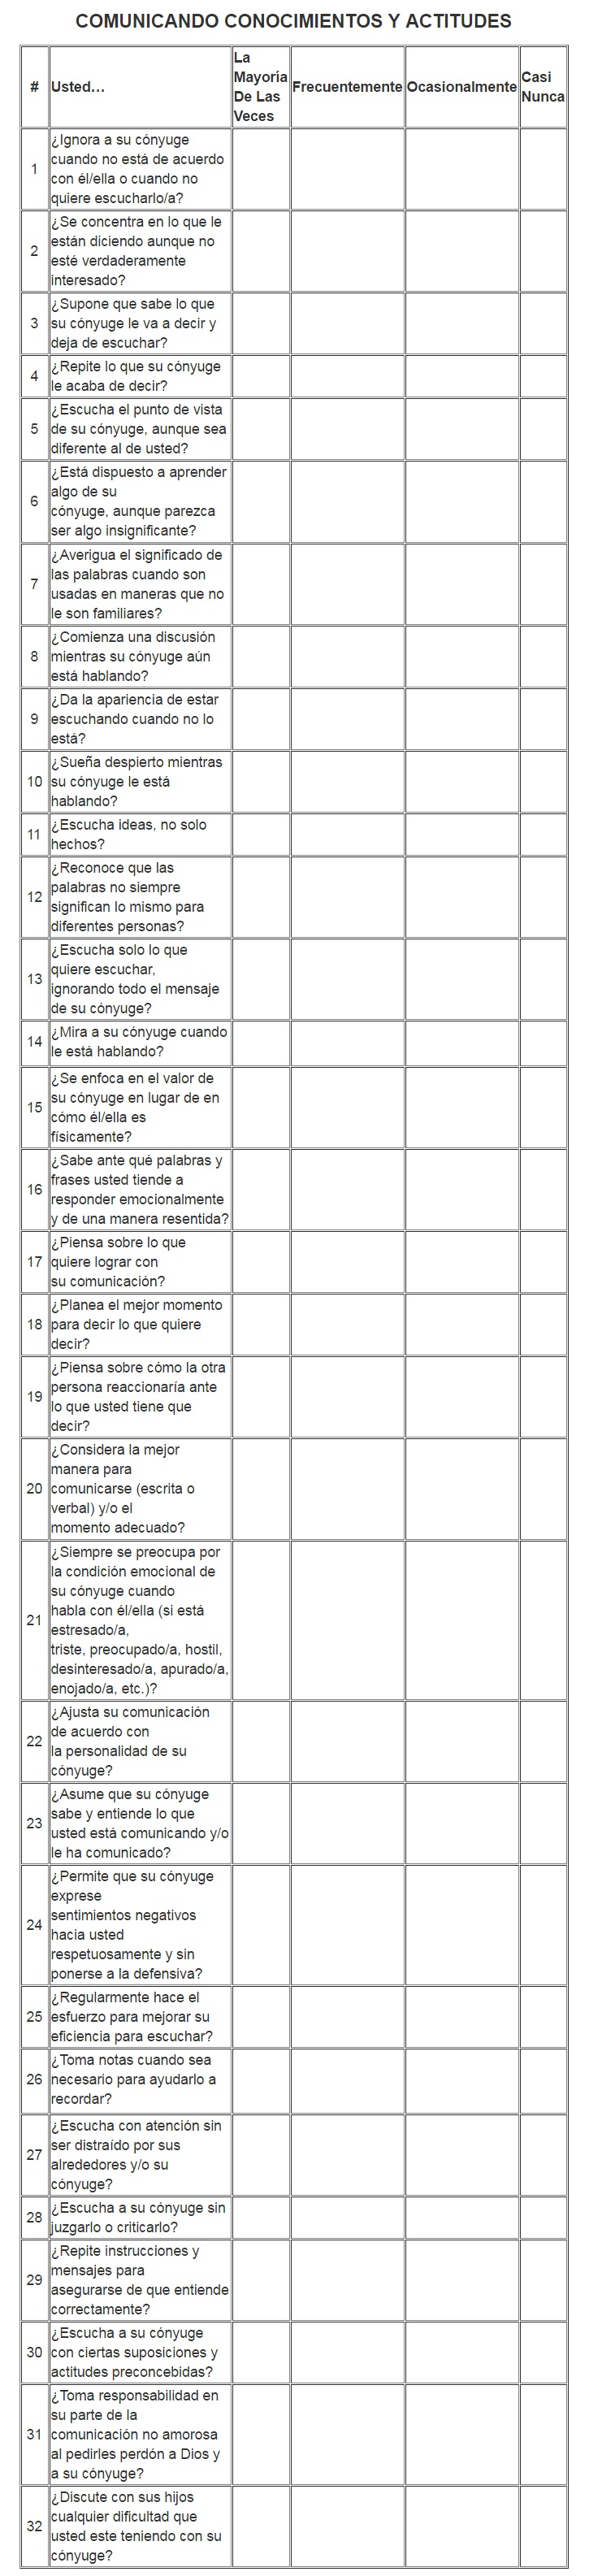 COMUNICANDO CONOCIMIENTOS Y ACTITUDES
# Usted… La Mayoría De Las Veces Frecuentemente Ocasionalmente Casi Nunca
1 ¿Ignora a su cónyuge
cuando no está de acuerdo
con él/ella o cuando no
quiere escucharlo/a?
2 ¿Se concentra en lo que le
están diciendo aunque no
esté verdaderamente
interesado?
3 ¿Supone que sabe lo que
su cónyuge le va a decir y
deja de escuchar?
4 ¿Repite lo que su cónyuge
le acaba de decir?
5 ¿Escucha el punto de vista
de su cónyuge, aunque sea
diferente al de usted?
6 ¿Está dispuesto a aprender
algo de su
cónyuge, aunque parezca
ser algo insignificante?
7 ¿Averigua el significado de
las palabras cuando son
usadas en maneras que no
le son familiares?
8 ¿Comienza una discusión
mientras su cónyuge aún
está hablando?
9 ¿Da la apariencia de estar
escuchando cuando no lo
está?
10 ¿Sueña despierto mientras
su cónyuge le está
hablando?
11 ¿Escucha ideas, no solo
hechos?
12 ¿Reconoce que las
palabras no siempre
significan lo mismo para
diferentes personas?
13 ¿Escucha solo lo que
quiere escuchar,
ignorando todo el mensaje
de su cónyuge?
14 ¿Mira a su cónyuge cuando
le está hablando?
15 ¿Se enfoca en el valor de
su cónyuge en lugar de en
cómo él/ella es
físicamente?
16 ¿Sabe ante qué palabras y
frases usted tiende a
responder emocionalmente
y de una manera resentida?
17 ¿Piensa sobre lo que
quiere lograr con
su comunicación?
18 ¿Planea el mejor momento
para decir lo que quiere
decir?
19 ¿Piensa sobre cómo la otra
persona reaccionaría ante
lo que usted tiene que
decir?
20 ¿Considera la mejor
manera para
comunicarse (escrita o
verbal) y/o el
momento adecuado?
21 ¿Siempre se preocupa por
la condición emocional de
su cónyuge cuando
habla con él/ella (si está
estresado/a,
triste, preocupado/a, hostil,
desinteresado/a, apurado/a,
enojado/a, etc.)?
22 ¿Ajusta su comunicación
de acuerdo con
la personalidad de su
cónyuge?
23 ¿Asume que su cónyuge
sabe y entiende lo que
usted está comunicando y/o
le ha comunicado?
24 ¿Permite que su cónyuge
exprese
sentimientos negativos
hacia usted
respetuosamente y sin
ponerse a la defensiva?
25 ¿Regularmente hace el
esfuerzo para mejorar su
eficiencia para escuchar?
26 ¿Toma notas cuando sea
necesario para ayudarlo a
recordar?
27 ¿Escucha con atención sin
ser distraído por sus
alrededores y/o su
cónyuge?
28 ¿Escucha a su cónyuge sin
juzgarlo o criticarlo?
29 ¿Repite instrucciones y
mensajes para
asegurarse de que entiende
correctamente?
30 ¿Escucha a su cónyuge
con ciertas suposiciones y
actitudes preconcebidas?
31 ¿Toma responsabilidad en
su parte de la
comunicación no amorosa
al pedirles perdón a Dios y
a su cónyuge?
32 ¿Discute con sus hijos
cualquier dificultad que
usted este teniendo con su
cónyuge?